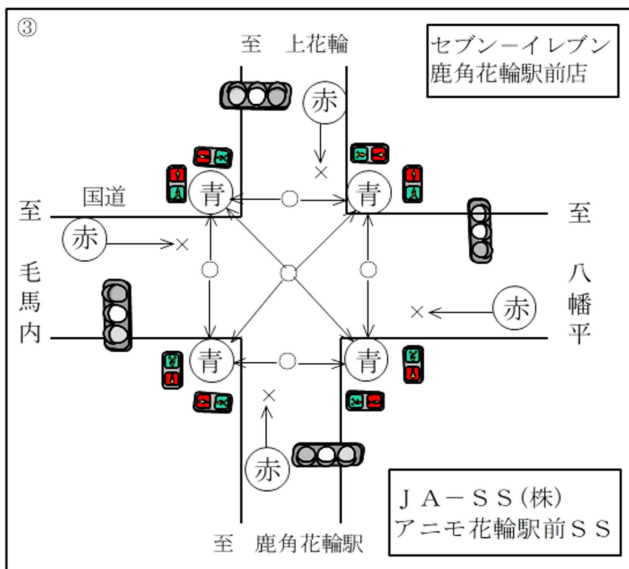 ③
至 上花輪
セブン－イレブン
鹿角花輪駅前店
赤
青
青
国道
至 毛馬内
赤
至 八幡平
赤
青
青
赤
至 鹿角花輪駅
ＪＡ－ＳＳ(株)
アニモ花輪駅前ＳＳ